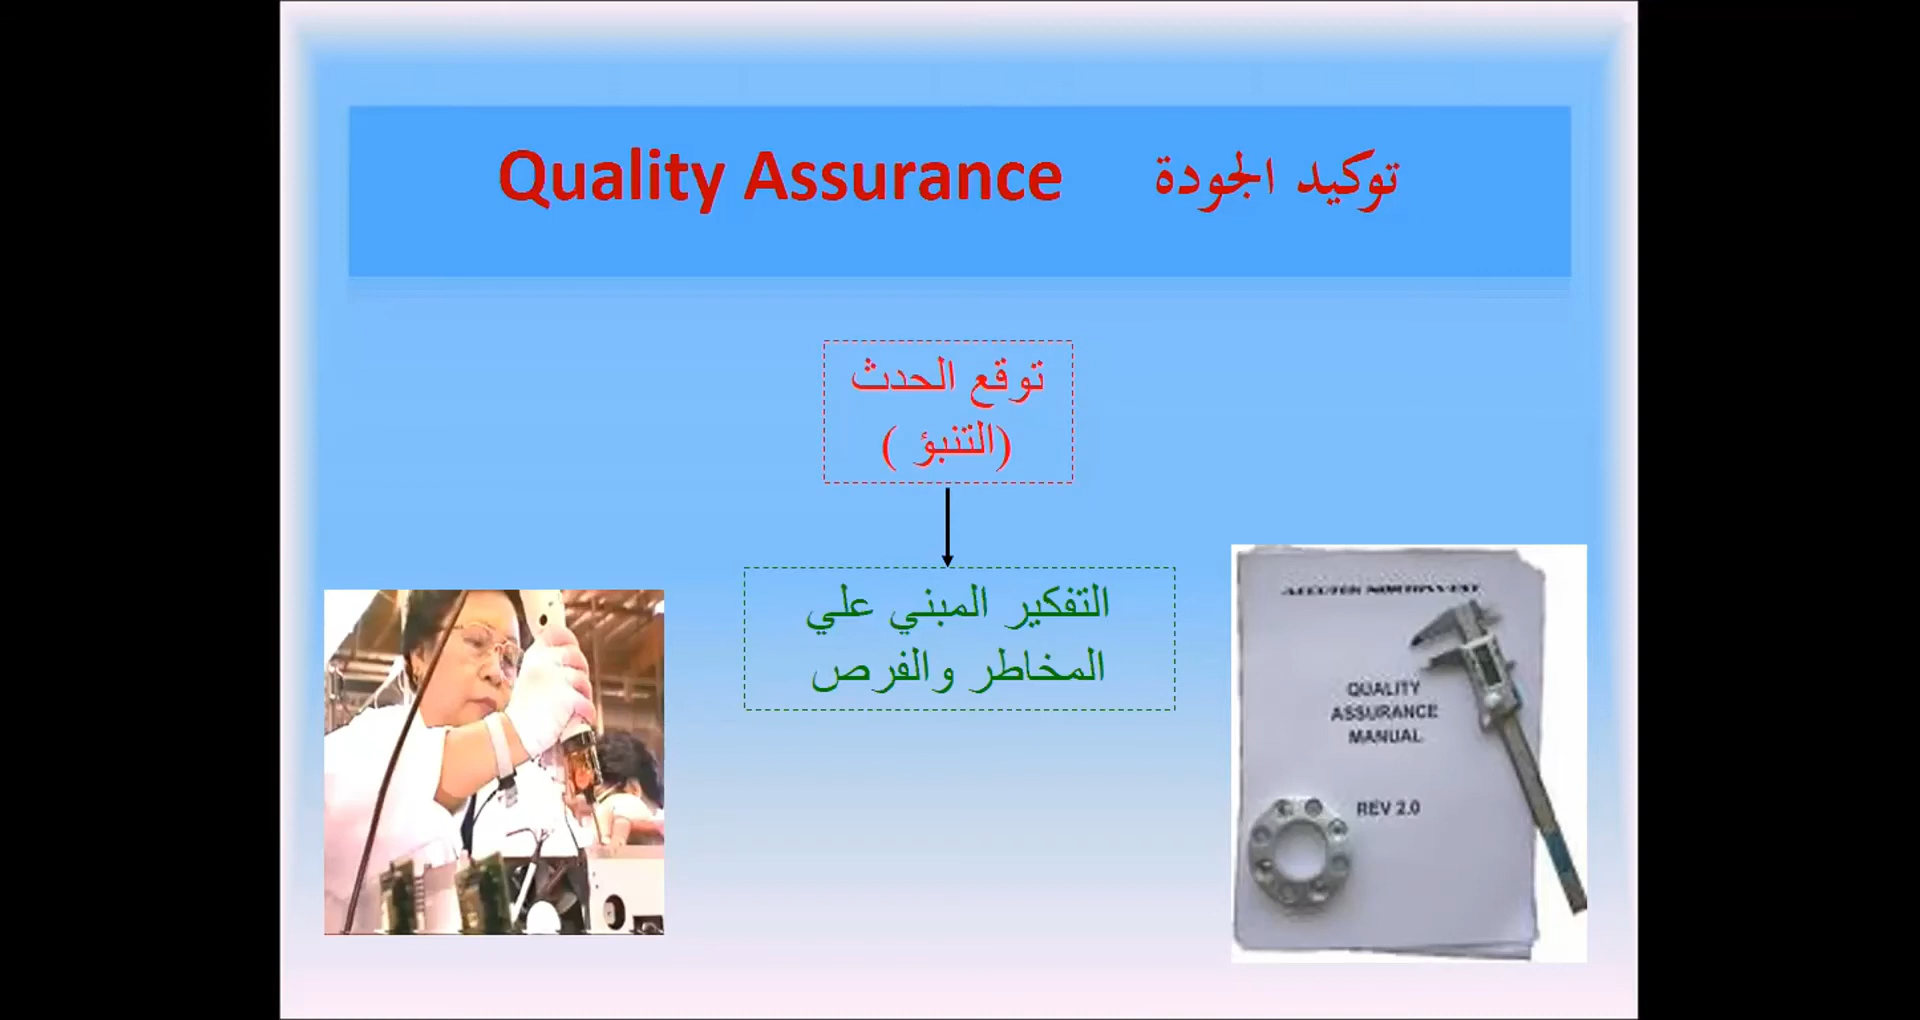 Quality Assurance توكيد الجودة
توقع الحدث
(التنبؤ )
التفكير المبني علي
المخاطر والفرص
QUALITY
ASSURANCE
MANUAL
REV 2.0